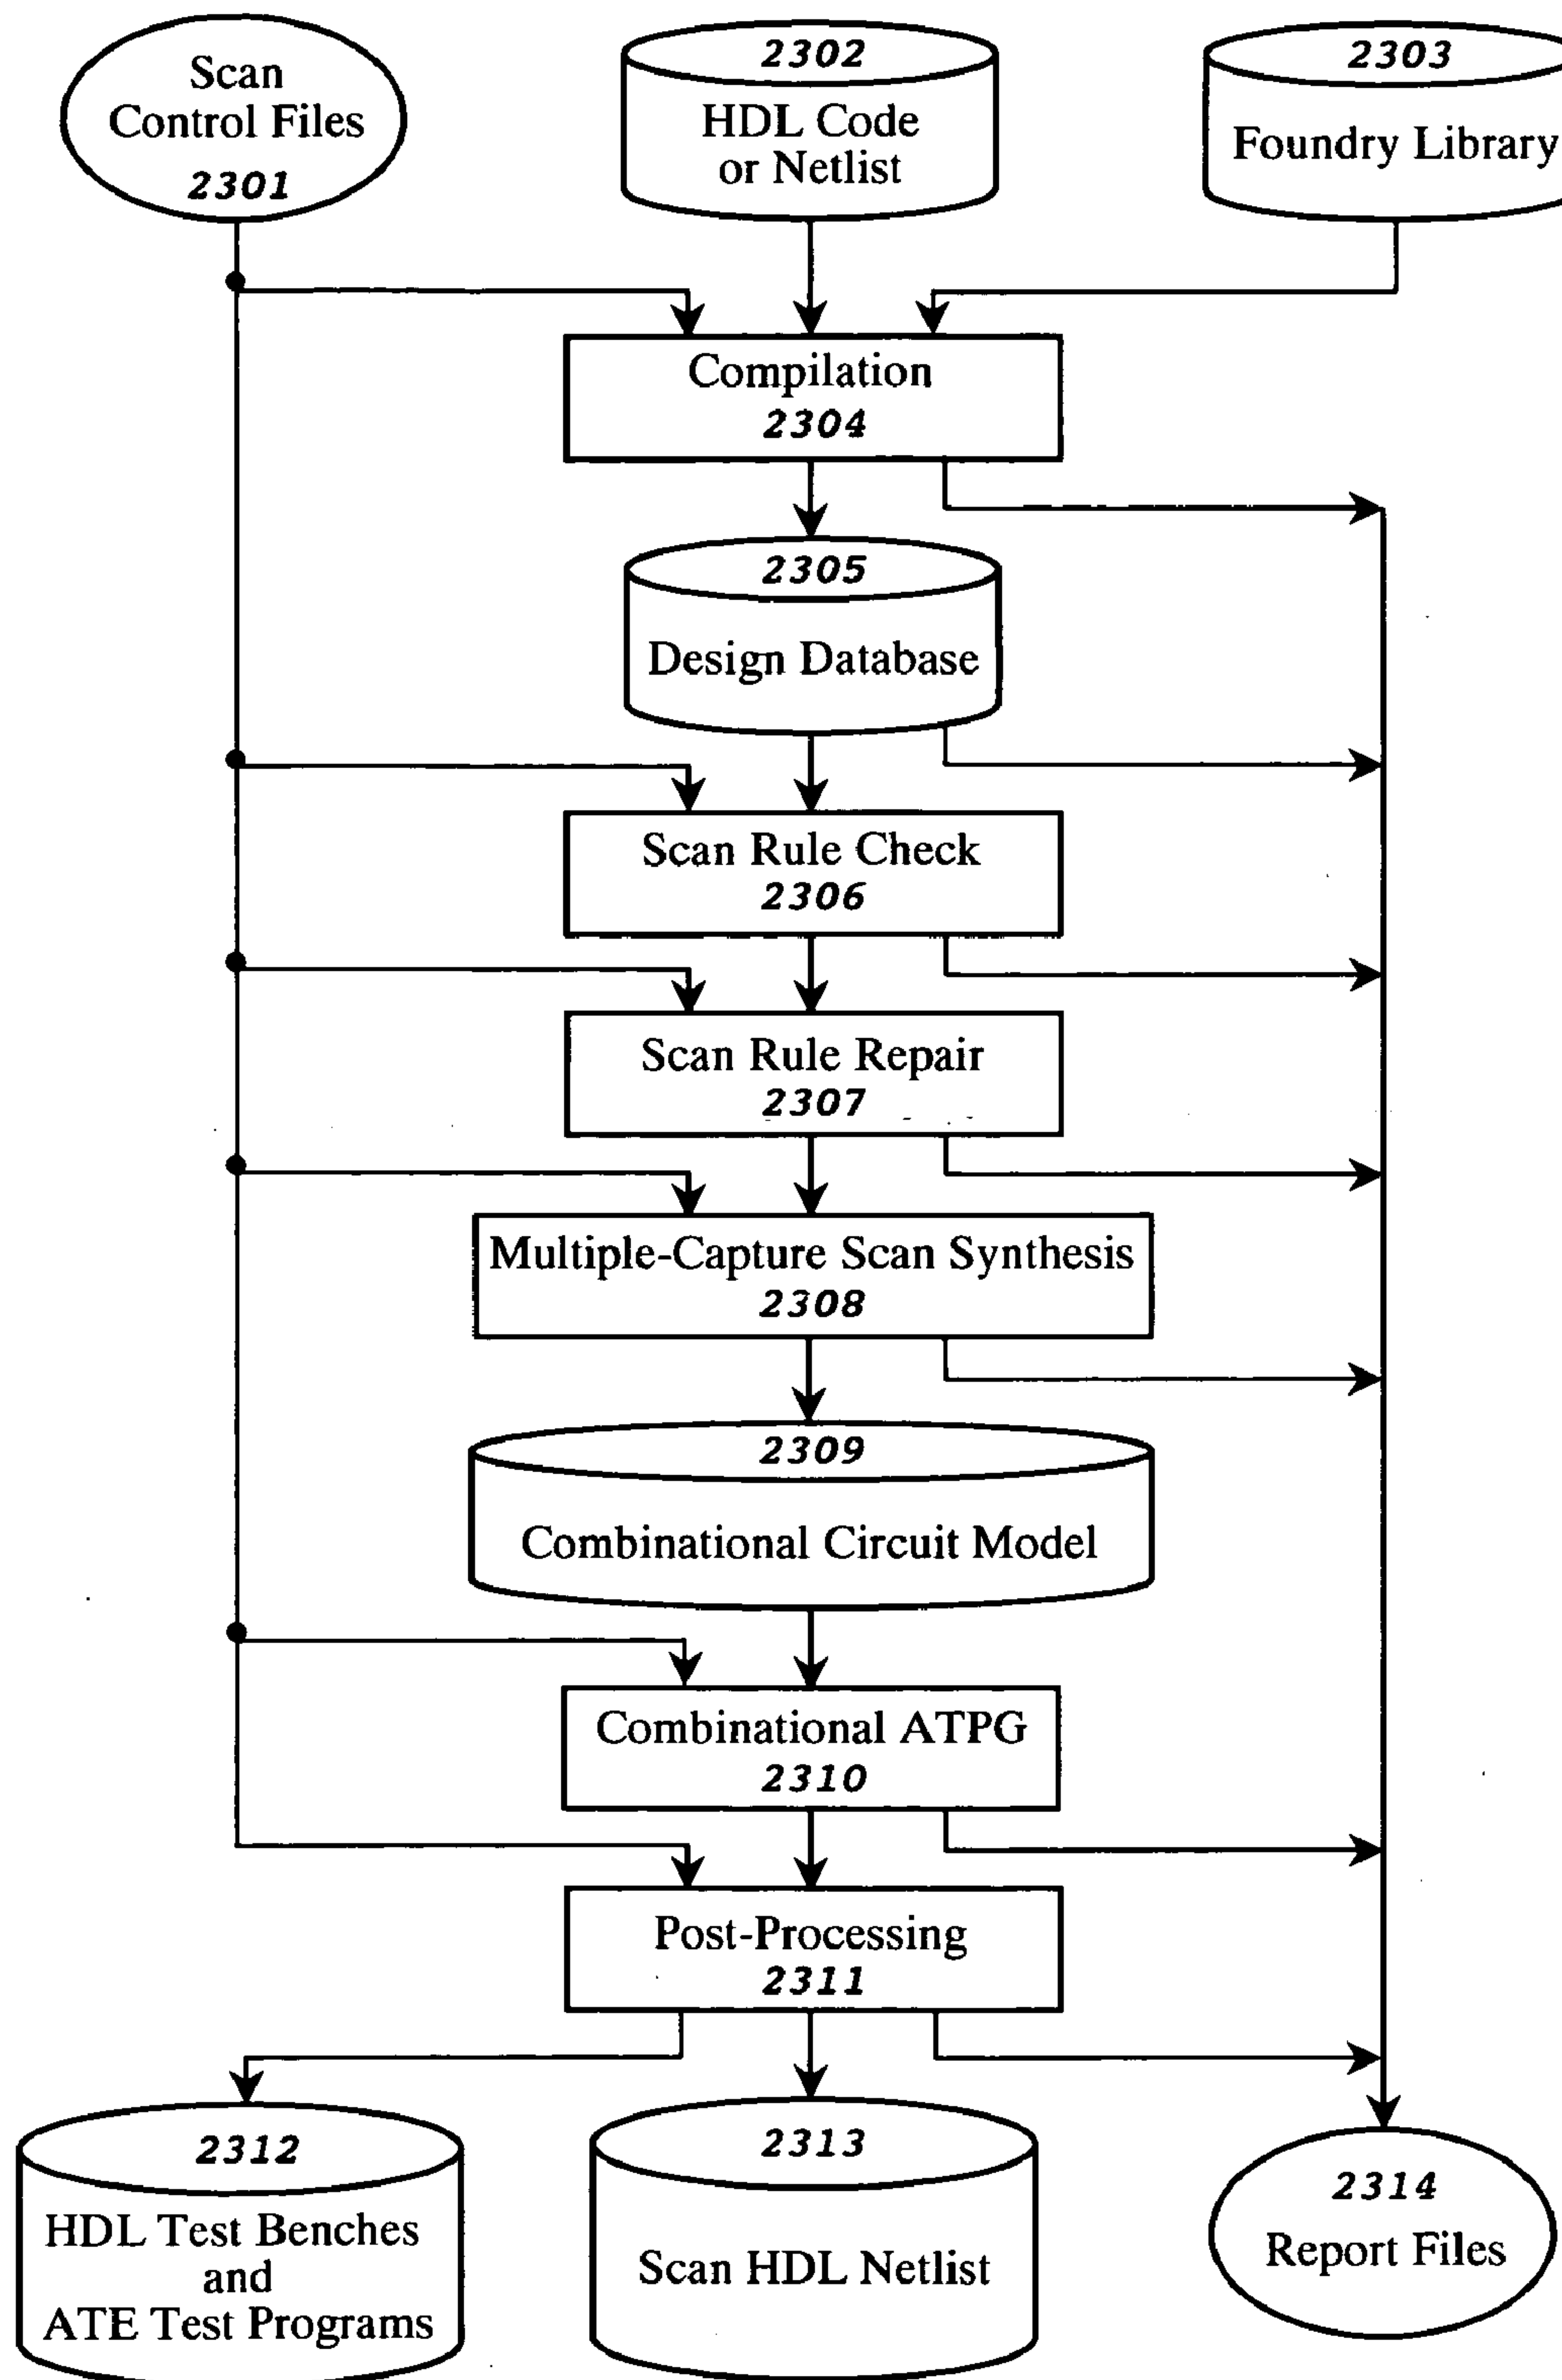 Scan
Control Files
2301
2302
HDL Code
or Netlist
2303
Foundry Library
Compilation
2304
2305
Design Database
Scan Rule Check
2306
Scan Rule Repair
2307
Multiple-Capture Scan Synthesis
2308
2309
Combinational Circuit Model
Combinational ATPG
2310
Post-Processing
2311
2312
HDL Test Benches
and
ATE Test Programs
2313
Scan HDL Netlist
2314
Report Files